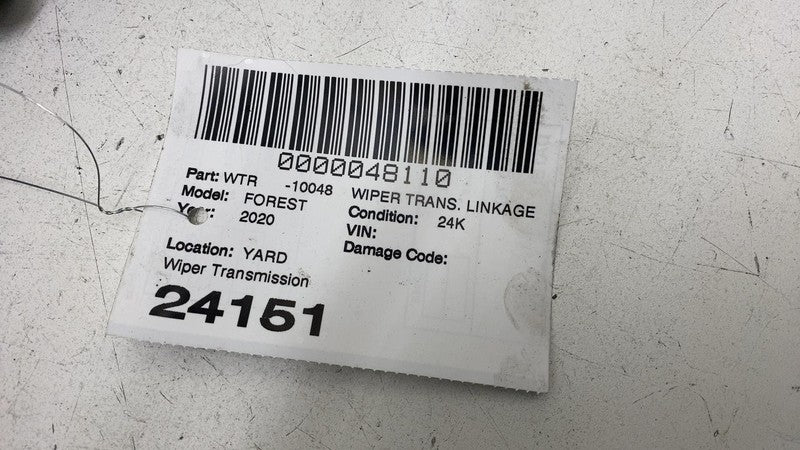 0000048110
Part: WTR -10048 WIPER TRANS. LINKAGE
Model: FOREST Condition: 24K
Year: 2020 VIN:
Damage Code:
Location: YARD
Wiper Transmission
24151